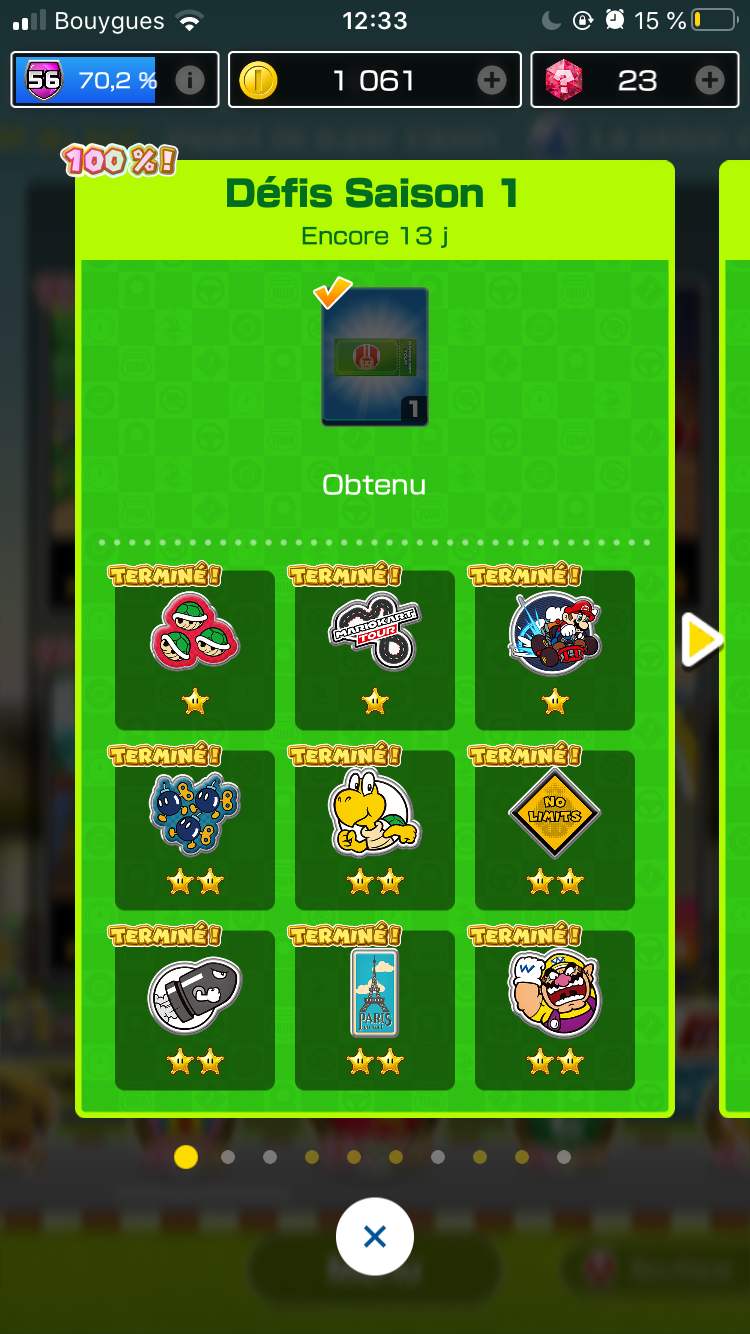 Bouygues 12:33 15 %
56 70,2 % i 1 061 + 23 +
100 %!
Défis Saison 1
Encore 13 j
1
Obtenu
TERMINÉ! TERMINÉ! TERMINÉ!
MARIOKART
TOUR
TERMINÉ! TERMINÉ! TERMINÉ!
NO
LIMITS
TERMINÉ! TERMINÉ! TERMINÉ!
W
PARIS